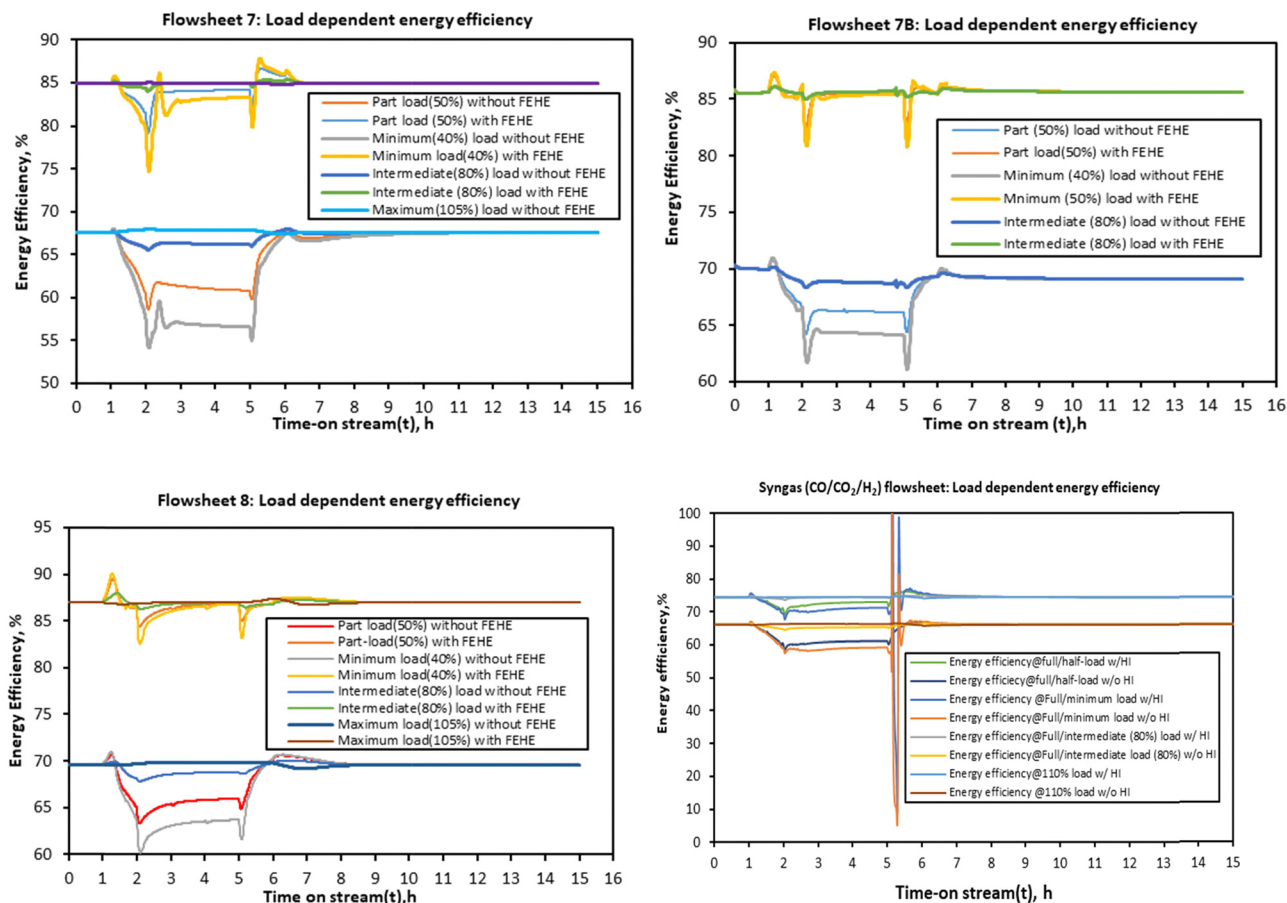 Flowsheet 7: Load dependent energy efficiency
90
85
80
75
70
65
60
55
50
Energy Efficiency, %
Part load(50%) without FEHE
Part load (50%) with FEHE
Minimum(40%) load without FEHE
Minimum load(40%) with FEHE
Intermediate(80%) load without FEHE
Intermediate (80%) load with FEHE
Maximum(105%) load without FEHE
0 1 2 3 4 5 6 7 8 9 10 11 12 13 14 15 16
Time-on stream(t), h
Flowsheet 7B: Load dependent energy efficiency
90
85
80
75
70
65
60
Energy Efficiency, %
Part (50%) load without FEHE
Part load(50%) with FEHE
Minimum (40%) load without FEHE
Mnimum (50%) load with FEHE
Intermediate (80%) load without FEHE
Intermediate (80%) load with FEHE
0 1 2 3 4 5 6 7 8 9 10 11 12 13 14 15 16
Time-on stream (t),h
Flowsheet 8: Load dependent energy efficiency
95
90
85
80
75
70
65
60
Energy Efficiency, %
Part load(50%) without FEHE
Part-load(50%) with FEHE
Minimum load(40%) without FEHE
Minimum load(40%) with FEHE
Intermediate(80%) load without FEHE
Intermediate(80%) load with FEHE
Maximum load(105%) without FEHE
Maximum load(105%) with FEHE
0 1 2 3 4 5 6 7 8 9 10 11 12 13 14 15 16
Time on stream(t),h
Syngas (CO/CO₂/H₂) flowsheet: Load dependent energy efficiency
100
90
80
70
60
50
40
30
20
10
0
Energy efficiency,%
Energy efficiency@full/half-load w/HI
Energy efficiecy@full/half-load w/o HI
Energy efficiency @Full/minimum load w/HI
Energy efficiency@Full/minimum load w/o HI
Energy efficiency@Full/intermediate (80%) load w/ HI
Energy efficiency@Full/intermediate load (80%) w/o HI
Energy efficiency@110% load w/ HI
Energy efficiency @110% load w/o HI
0 1 2 3 4 5 6 7 8 9 10 11 12 13 14 15
Time-on stream(t), h